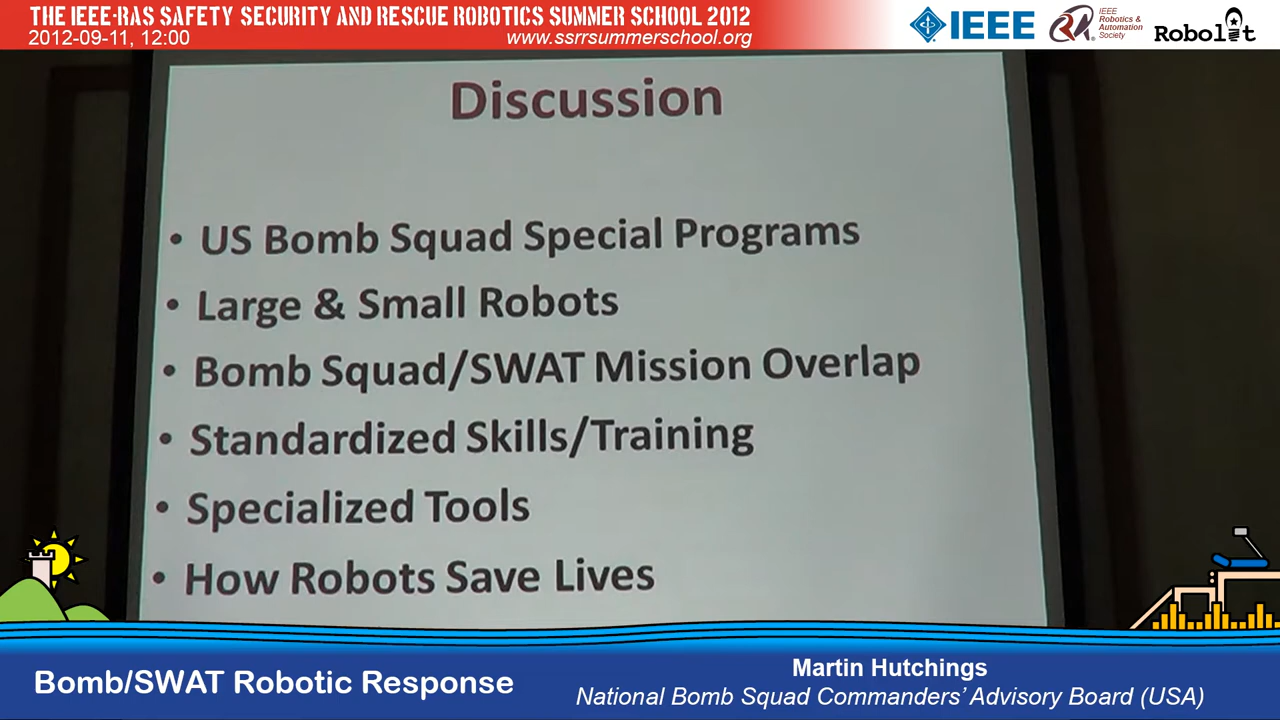 THE IEEE-RAS SAFETY SECURITY AND RESCUE ROBOTICS SUMMER SCHOOL 2012
2012-09-11, 12:00
www.ssrrsummerschool.org
IEEE
IEEE
Robotics &
Automation
Society
Robolit
Discussion
• US Bomb Squad Special Programs
• Large & Small Robots
• Bomb Squad/SWAT Mission Overlap
• Standardized Skills/Training
• Specialized Tools
• How Robots Save Lives
Bomb/SWAT Robotic Response
Martin Hutchings
National Bomb Squad Commanders' Advisory Board (USA)